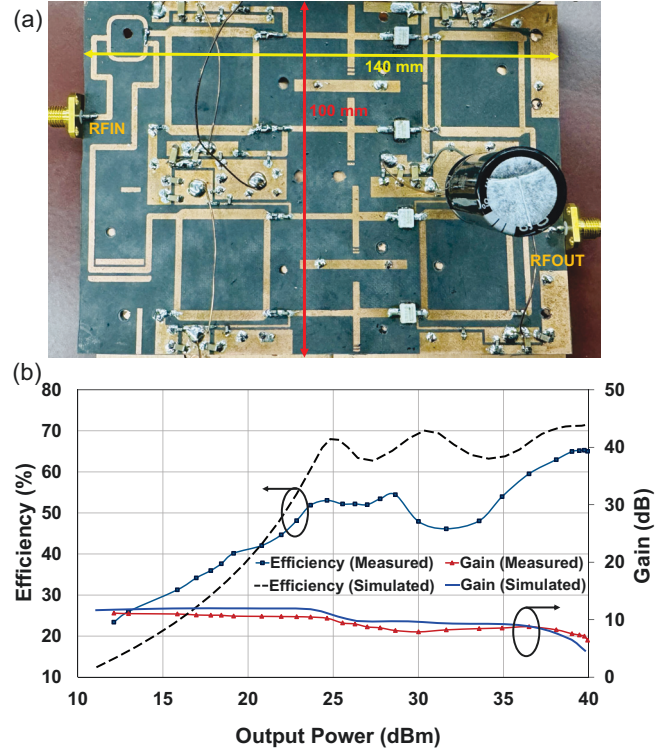 (a)
140 mm
100 mm
RFIN
RFOUT
(b)
80
70
60
50
40
30
20
10
Efficiency (%)
50
40
30
20
10
0
Gain (dB)
Efficiency (Measured)
Gain (Measured)
Efficiency (Simulated)
Gain (Simulated)
10
15
20
25
30
35
40
Output Power (dBm)